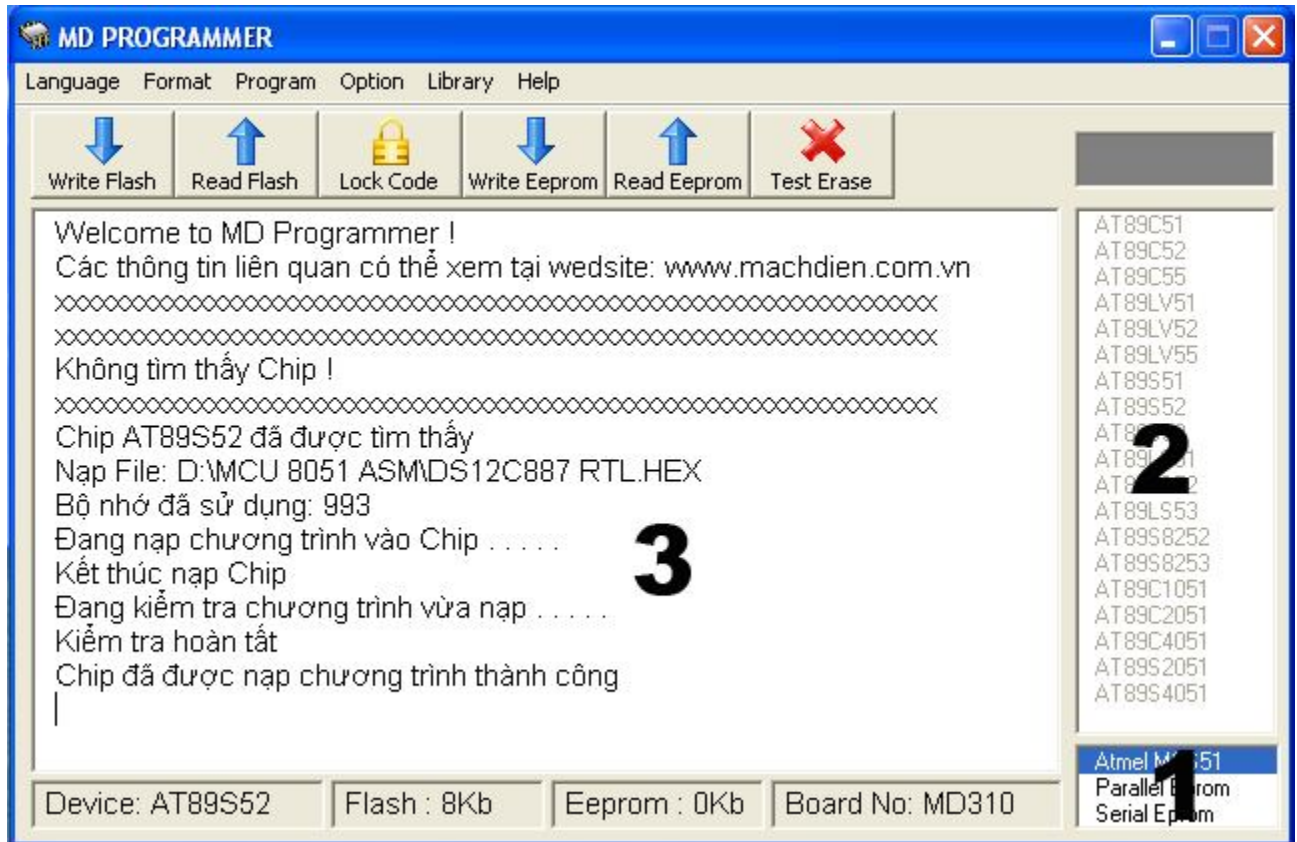 MD PROGRAMMER
Language Format Program Option Library Help
Write Flash Read Flash Lock Code Write Eeprom Read Eeprom Test Erase
Welcome to MD Programmer !
Các thông tin liên quan có thể xem tại wedsite: www.machdien.com.vn
xxxxxxxxxxxxxxxxxxxxxxxxxxxxxxxxxxxxxxxxxxxxxxxxxxxxxxxxxxxxxxx
xxxxxxxxxxxxxxxxxxxxxxxxxxxxxxxxxxxxxxxxxxxxxxxxxxxxxxxxxxxxxxx
Không tìm thấy Chip !
xxxxxxxxxxxxxxxxxxxxxxxxxxxxxxxxxxxxxxxxxxxxxxxxxxxxxxxxxxxxxxx
Chip AT89S52 đã được tìm thấy
Nạp File: D:\MCU 8051 ASM\DS12C887 RTL.HEX
Bộ nhớ đã sử dụng: 993
Đang nạp chương trình vào Chip . . . . .
Kết thúc nạp Chip
Đang kiểm tra chương trình vừa nạp . . . . .
Kiểm tra hoàn tất
Chip đã được nạp chương trình thành công
3
AT89C51
AT89C52
AT89C55
AT89LV51
AT89LV52
AT89LV55
AT89S51
AT89S52
2
AT89LS53
AT89S8252
AT89S8253
AT89C1051
AT89C2051
AT89C4051
AT89S2051
AT89S4051
Atmel
Parallel
Serial
1
Device: AT89S52 Flash : 8Kb Eeprom : 0Kb Board No: MD310